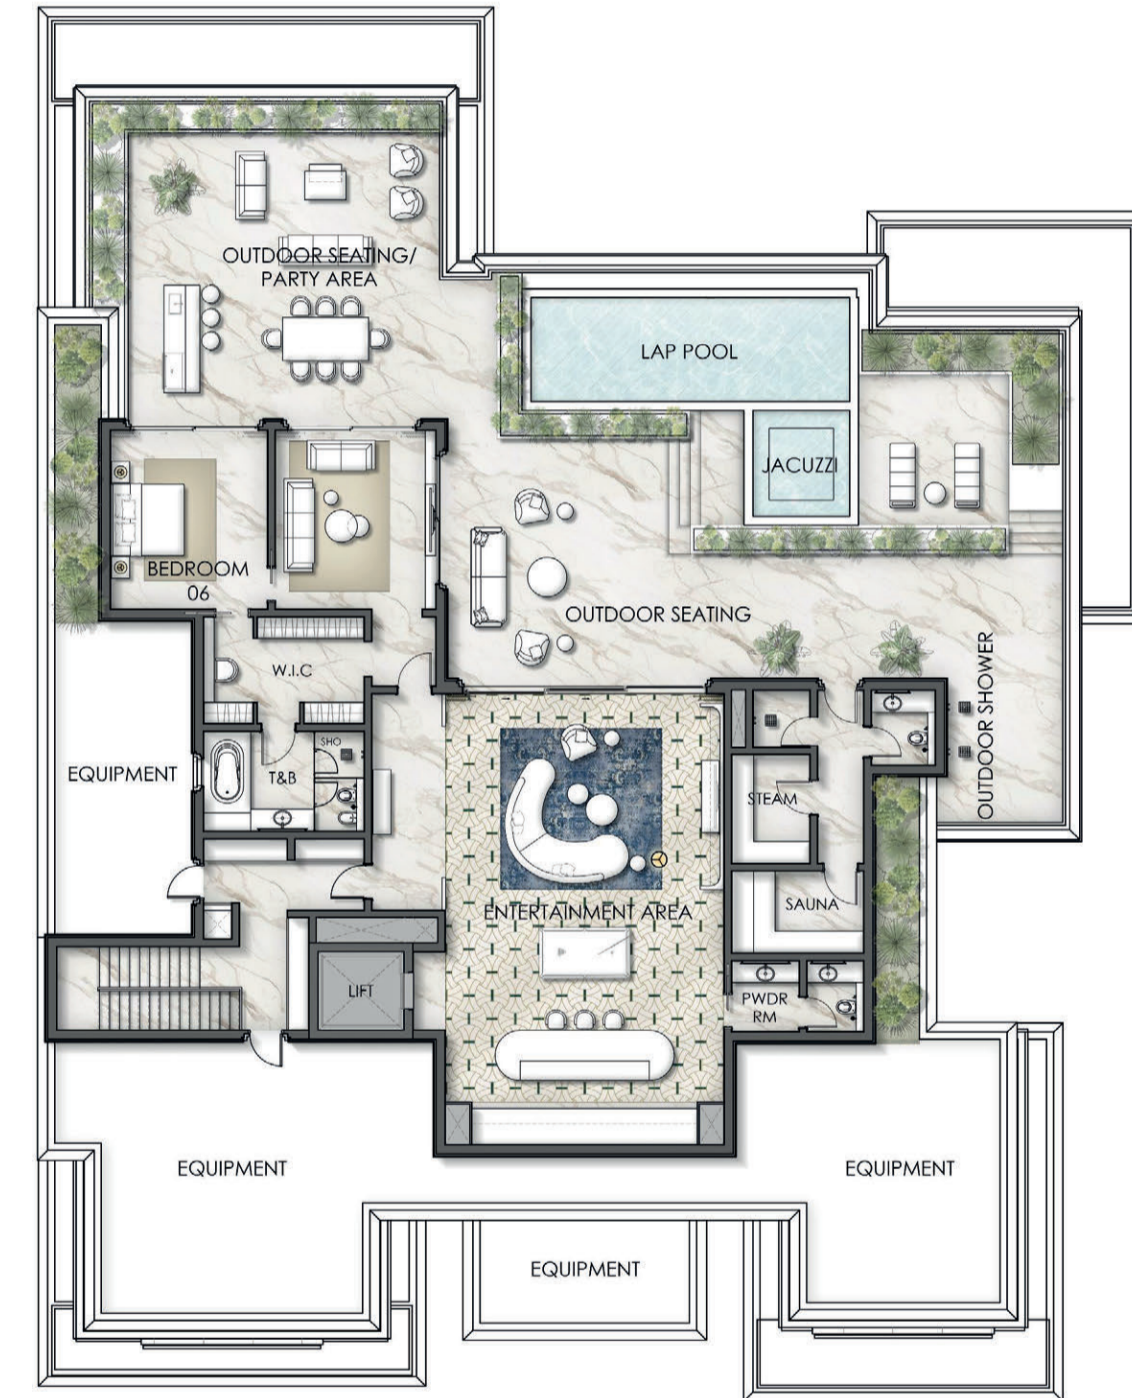 OUTDOOR SEATING/
PARTY AREA
LAP POOL
JACUZZI
BEDROOM
06
OUTDOOR SEATING
OUTDOOR SHOWER
W.I.C
SHO
T&B
EQUIPMENT
STEAM
SAUNA
ENTERTAINMENT AREA
LIFT
PWDR
RM
EQUIPMENT
EQUIPMENT
EQUIPMENT